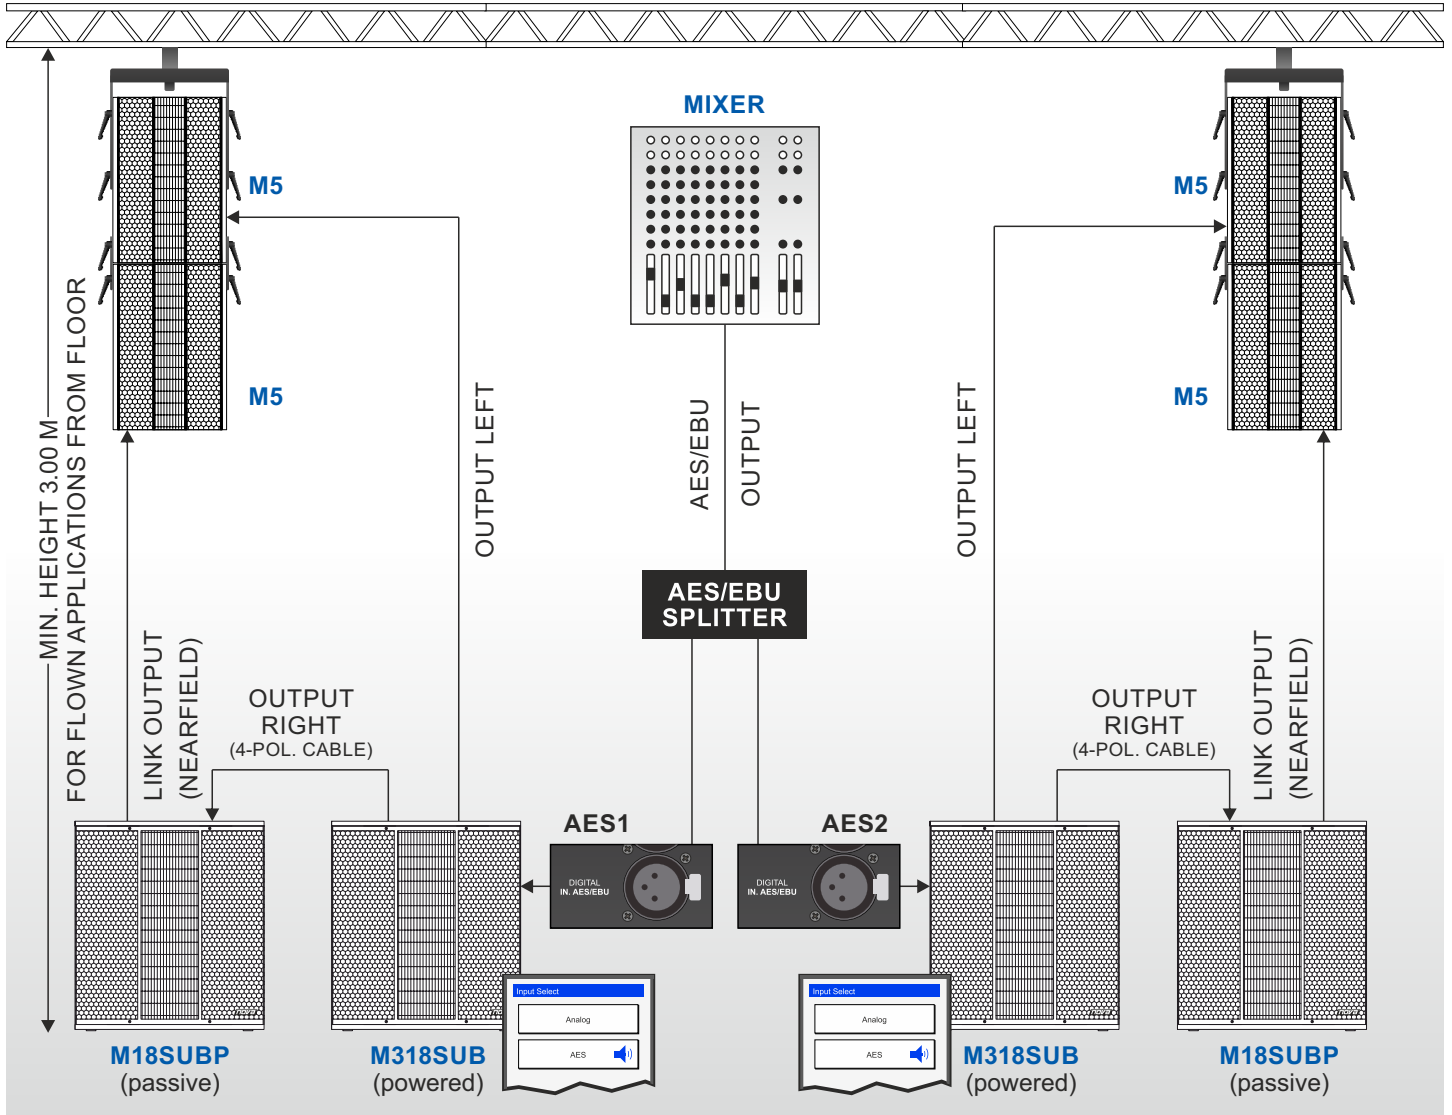 MIXER
M5
M5
M5
M5
MIN. HEIGHT 3.00 M
FOR FLOWN APPLICATIONS FROM FLOOR
OUTPUT LEFT
AES/EBU
OUTPUT
OUTPUT LEFT
AES/EBU
SPLITTER
LINK OUTPUT
(NEARFIELD)
OUTPUT
RIGHT
(4-POL. CABLE)
OUTPUT
RIGHT
(4-POL. CABLE)
LINK OUTPUT
(NEARFIELD)
AES1
AES2
DIGITAL
IN. AES/EBU
DIGITAL
IN. AES/EBU
Input Select
Analog
AES
Input Select
Analog
AES
M18SUBP
(passive)
M318SUB
(powered)
M318SUB
(powered)
M18SUBP
(passive)